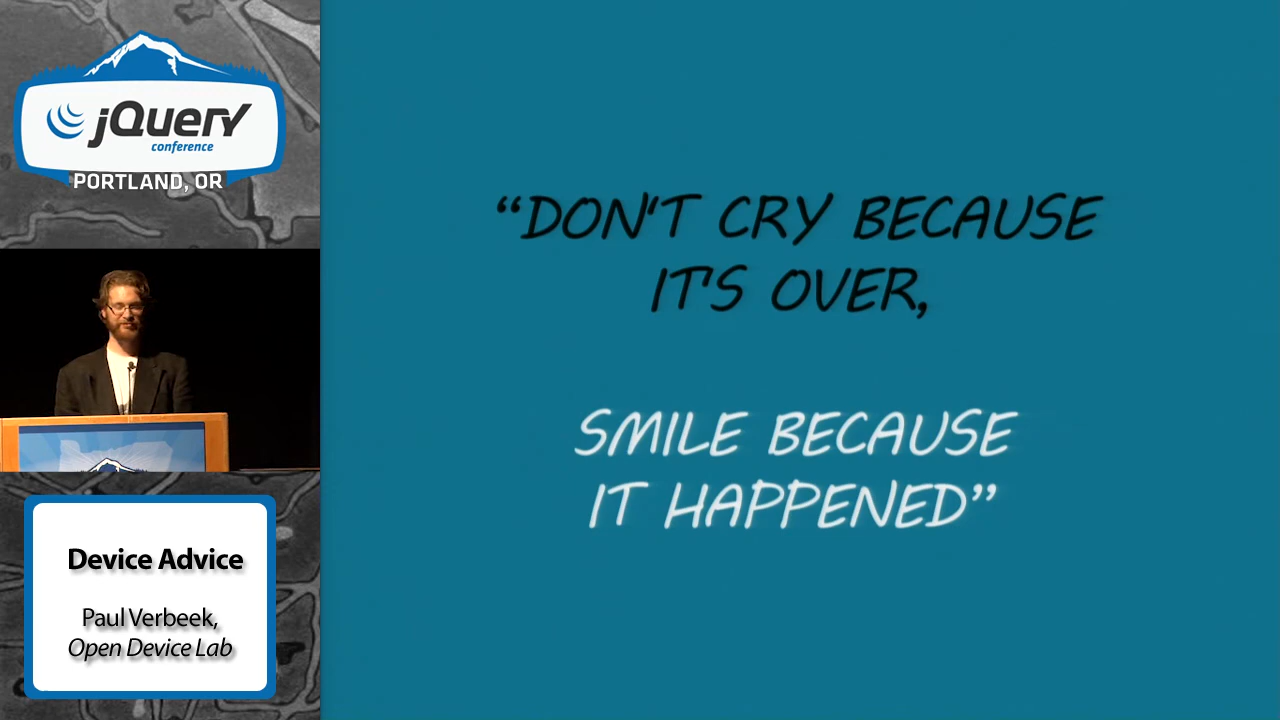 jQuery
conference
PORTLAND, OR
“DON'T CRY BECAUSE
IT'S OVER,
SMILE BECAUSE
IT HAPPENED”
Device Advice
Paul Verbeek,
Open Device Lab